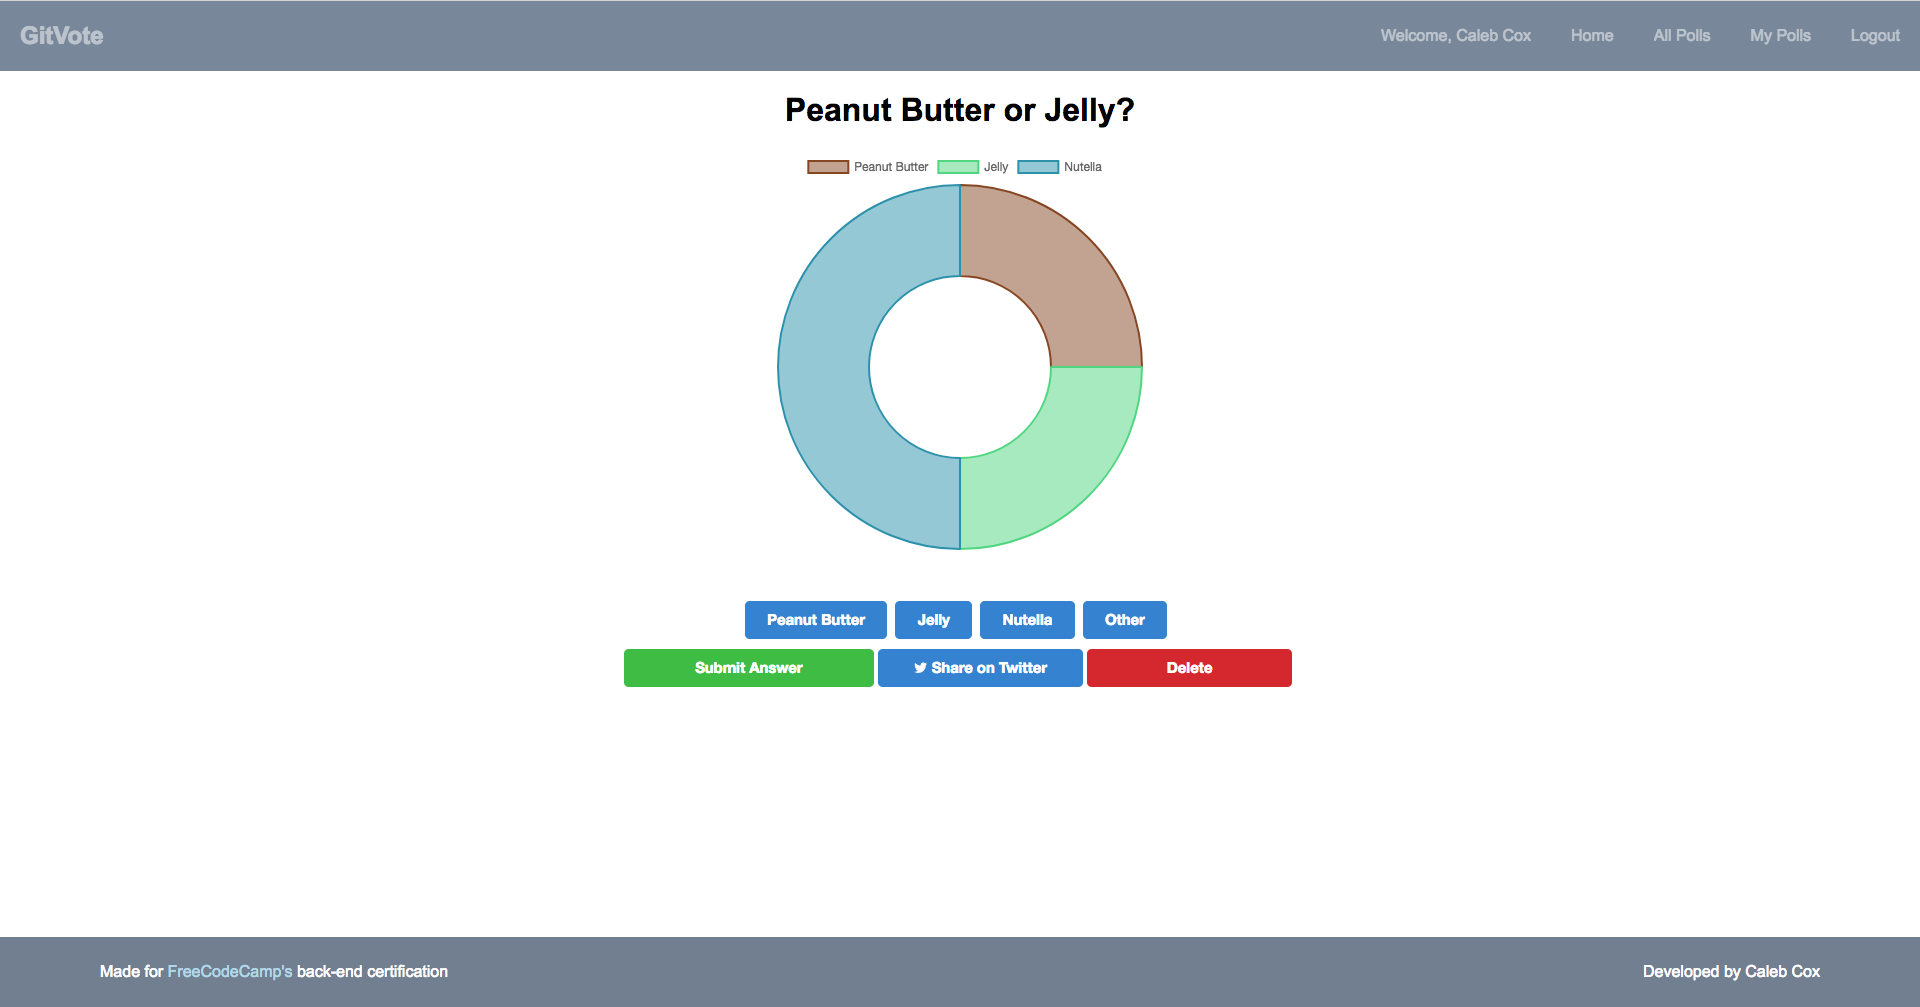 GitVote Welcome, Caleb Cox Home All Polls My Polls Logout
Peanut Butter or Jelly?
Peanut Butter Jelly Nutella
Peanut Butter Jelly Nutella Other
Submit Answer Share on Twitter Delete
Made for FreeCodeCamp's back-end certification Developed by Caleb Cox